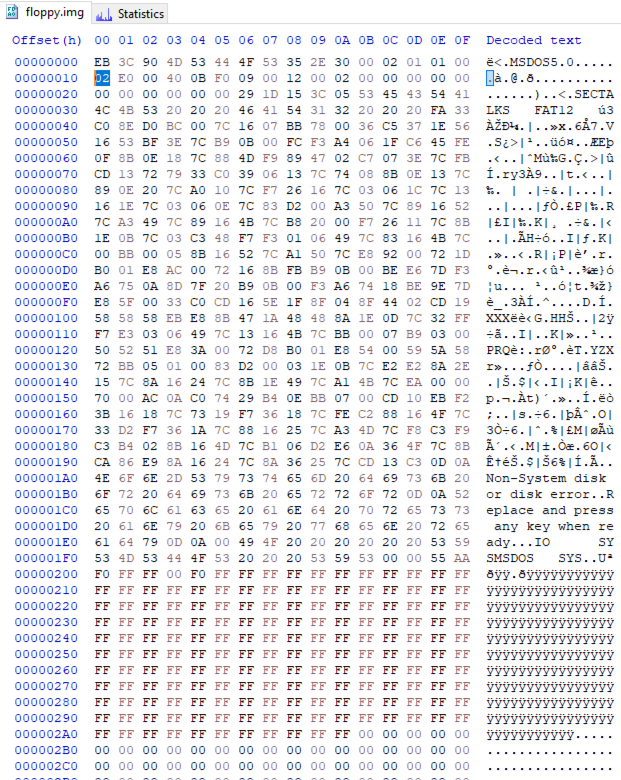 floppy.img Statistics
Offset(h) 00 01 02 03 04 05 06 07 08 09 0A 0B 0C 0D 0E 0F Decoded text
00000000 EB 3C 90 4D 53 44 4F 53 35 2E 30 00 02 01 01 00 ë<.MSDOS5.0.....
00000010 02 E0 00 40 0B F0 09 00 12 00 02 00 00 00 00 00 .à.@.ð..........
00000020 00 00 00 00 00 00 29 1D 15 3C 05 53 45 43 54 41 ......)..<.SECTA
00000030 4C 4B 53 20 20 20 46 41 54 31 32 20 20 20 FA 33 LKS   FAT12   ú3
00000040 C0 8E D0 BC 00 7C 16 07 BB 78 00 36 C5 37 1E 56 ÀŽÐ¼.|..»x.6Å7.V
00000050 16 53 BF 3E 7C B9 0B 00 FC F3 A4 06 1F C6 45 FE .S¿>|¹..üó¤..ÆEþ
00000060 0F 8B 0E 18 7C 88 4D F9 89 47 02 C7 07 3E 7C FB .‹..|ˆMù‰G.Ç.>|û
00000070 CD 13 72 79 33 C0 39 06 13 7C 74 08 8B 0E 13 7C Í.ry3À9..|t.‹..|
00000080 89 0E 20 7C A0 10 7C F7 26 16 7C 03 06 1C 7C 13 ‰. | .|÷&.|...|.
00000090 16 1E 7C 03 06 0E 7C 83 D2 00 A3 50 7C 89 16 52 ..|...|ƒÒ.£P|‰.R
000000A0 7C A3 49 7C 89 16 4B 7C B8 20 00 F7 26 11 7C 8B |£I|‰.K|¸ .÷&.|‹
000000B0 1E 0B 7C 03 C3 48 F7 F3 01 06 49 7C 83 16 4B 7C ..|.ÃH÷ó..I|ƒ.K|
000000C0 00 BB 00 05 8B 16 52 7C A1 50 7C E8 92 00 72 1D .»..‹.R|¡P|è’.r.
000000D0 B0 01 E8 AC 00 72 16 8B FB B9 0B 00 BE E6 7D F3 °.è¬.r.‹û¹..¾æ}ó
000000E0 A6 75 0A 8D 7F 20 B9 0B 00 F3 A6 74 18 BE 9E 7D ¦u... ¹..ó¦t.¾ž}
000000F0 E8 5F 00 33 C0 CD 16 5E 1F 8F 04 8F 44 02 CD 19 è_.3ÀÍ.^....D.Í.
00000100 58 58 58 EB E8 8B 47 1A 48 48 8A 1E 0D 7C 32 FF XXXëè‹G.HHŠ..|2ÿ
00000110 F7 E3 03 06 49 7C 13 16 4B 7C BB 00 07 B9 03 00 ÷ã..I|..K|»..¹..
00000120 50 52 51 E8 3A 00 72 D8 B0 01 E8 54 00 59 5A 58 PRQè:.rØ°.èT.YZX
00000130 72 BB 05 01 00 83 D2 00 03 1E 0B 7C E2 E2 8A 2E r»...ƒÒ....|ââŠ.
00000140 15 7C 8A 16 24 7C 8B 1E 49 7C A1 4B 7C EA 00 00 .|Š.$|‹.I|¡K|ê..
00000150 70 00 AC 0A C0 74 29 B4 0E BB 07 00 CD 10 EB F2 p.¬.Àt)´.»..Í.ëò
00000160 3B 16 18 7C 73 19 F7 36 18 7C FE C2 88 16 4F 7C ;..|s.÷6.|þÂˆ.O|
00000170 33 D2 F7 36 1A 7C 88 16 25 7C A3 4D 7C F8 C3 F9 3Ò÷6.|ˆ.%|£M|øÃù
00000180 C3 B4 02 8B 16 4D 7C B1 06 D2 E6 0A 36 4F 7C 8B Ã´.‹.M|±.Òæ.6O|‹
00000190 CA 86 E9 8A 16 24 7C 8A 36 25 7C CD 13 C3 0D 0A Ê†éŠ.$|Š6%|Í.Ã..
000001A0 4E 6F 6E 2D 53 79 73 74 65 6D 20 64 69 73 6B 20 Non-System disk
000001B0 6F 72 20 64 69 73 6B 20 65 72 72 6F 72 0D 0A 52 or disk error..R
000001C0 65 70 6C 61 63 65 20 61 6E 64 20 70 72 65 73 73 eplace and press
000001D0 20 61 6E 79 20 6B 65 79 20 77 68 65 6E 20 72 65  any key when re
000001E0 61 64 79 0D 0A 00 49 4F 20 20 20 20 20 20 53 59 ady...IO      SY
000001F0 53 4D 53 44 4F 53 20 20 20 53 59 53 00 00 55 AA SMSDOS   SYS..Uª
00000200 F0 FF FF 00 F0 FF FF FF FF FF FF FF FF FF FF FF ðÿÿ.ðÿÿÿÿÿÿÿÿÿÿÿ
00000210 FF FF FF FF FF FF FF FF FF FF FF FF FF FF FF FF ÿÿÿÿÿÿÿÿÿÿÿÿÿÿÿÿ
00000220 FF FF FF FF FF FF FF FF FF FF FF FF FF FF FF FF ÿÿÿÿÿÿÿÿÿÿÿÿÿÿÿÿ
00000230 FF FF FF FF FF FF FF FF FF FF FF FF FF FF FF FF ÿÿÿÿÿÿÿÿÿÿÿÿÿÿÿÿ
00000240 FF FF FF FF FF FF FF FF FF FF FF FF FF FF FF FF ÿÿÿÿÿÿÿÿÿÿÿÿÿÿÿÿ
00000250 FF FF FF FF FF FF FF FF FF FF FF FF FF FF FF FF ÿÿÿÿÿÿÿÿÿÿÿÿÿÿÿÿ
00000260 FF FF FF FF FF FF FF FF FF FF FF FF FF FF FF FF ÿÿÿÿÿÿÿÿÿÿÿÿÿÿÿÿ
00000270 FF FF FF FF FF FF FF FF FF FF FF FF FF FF FF FF ÿÿÿÿÿÿÿÿÿÿÿÿÿÿÿÿ
00000280 FF FF FF FF FF FF FF FF FF FF FF FF FF FF FF FF ÿÿÿÿÿÿÿÿÿÿÿÿÿÿÿÿ
00000290 FF FF FF FF FF FF FF FF FF FF FF FF FF FF FF FF ÿÿÿÿÿÿÿÿÿÿÿÿÿÿÿÿ
000002A0 FF FF FF FF FF FF FF FF FF FF FF 00 00 00 00 00 ÿÿÿÿÿÿÿÿÿÿÿ.....
000002B0 00 00 00 00 00 00 00 00 00 00 00 00 00 00 00 00 ................
000002C0 00 00 00 00 00 00 00 00 00 00 00 00 00 00 00 00 ................